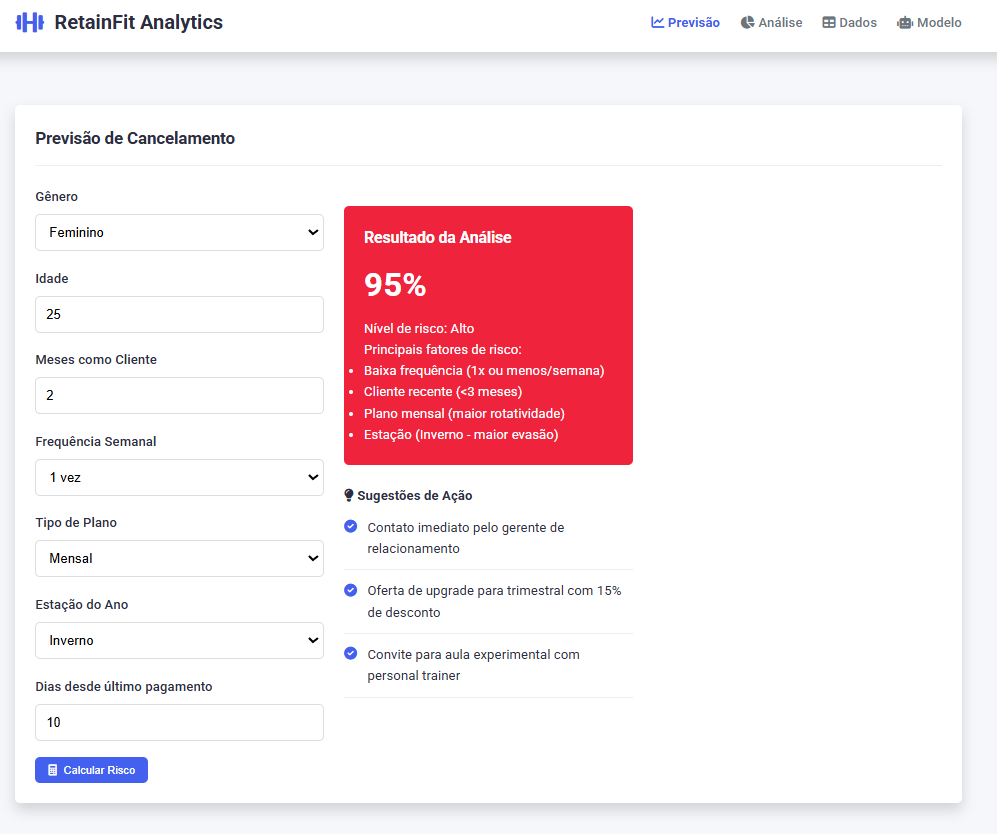 RetainFit Analytics
Previsão
Análise
Dados
Modelo
Previsão de Cancelamento
Gênero
Feminino
Idade
25
Meses como Cliente
2
Frequência Semanal
1 vez
Tipo de Plano
Mensal
Estação do Ano
Inverno
Dias desde último pagamento
10
Calcular Risco
Resultado da Análise
95%
Nível de risco: Alto
Principais fatores de risco:
Baixa frequência (1x ou menos/semana)
Cliente recente (<3 meses)
Plano mensal (maior rotatividade)
Estação (Inverno - maior evasão)
Sugestões de Ação
Contato imediato pelo gerente de
relacionamento
Oferta de upgrade para trimestral com 15%
de desconto
Convite para aula experimental com
personal trainer